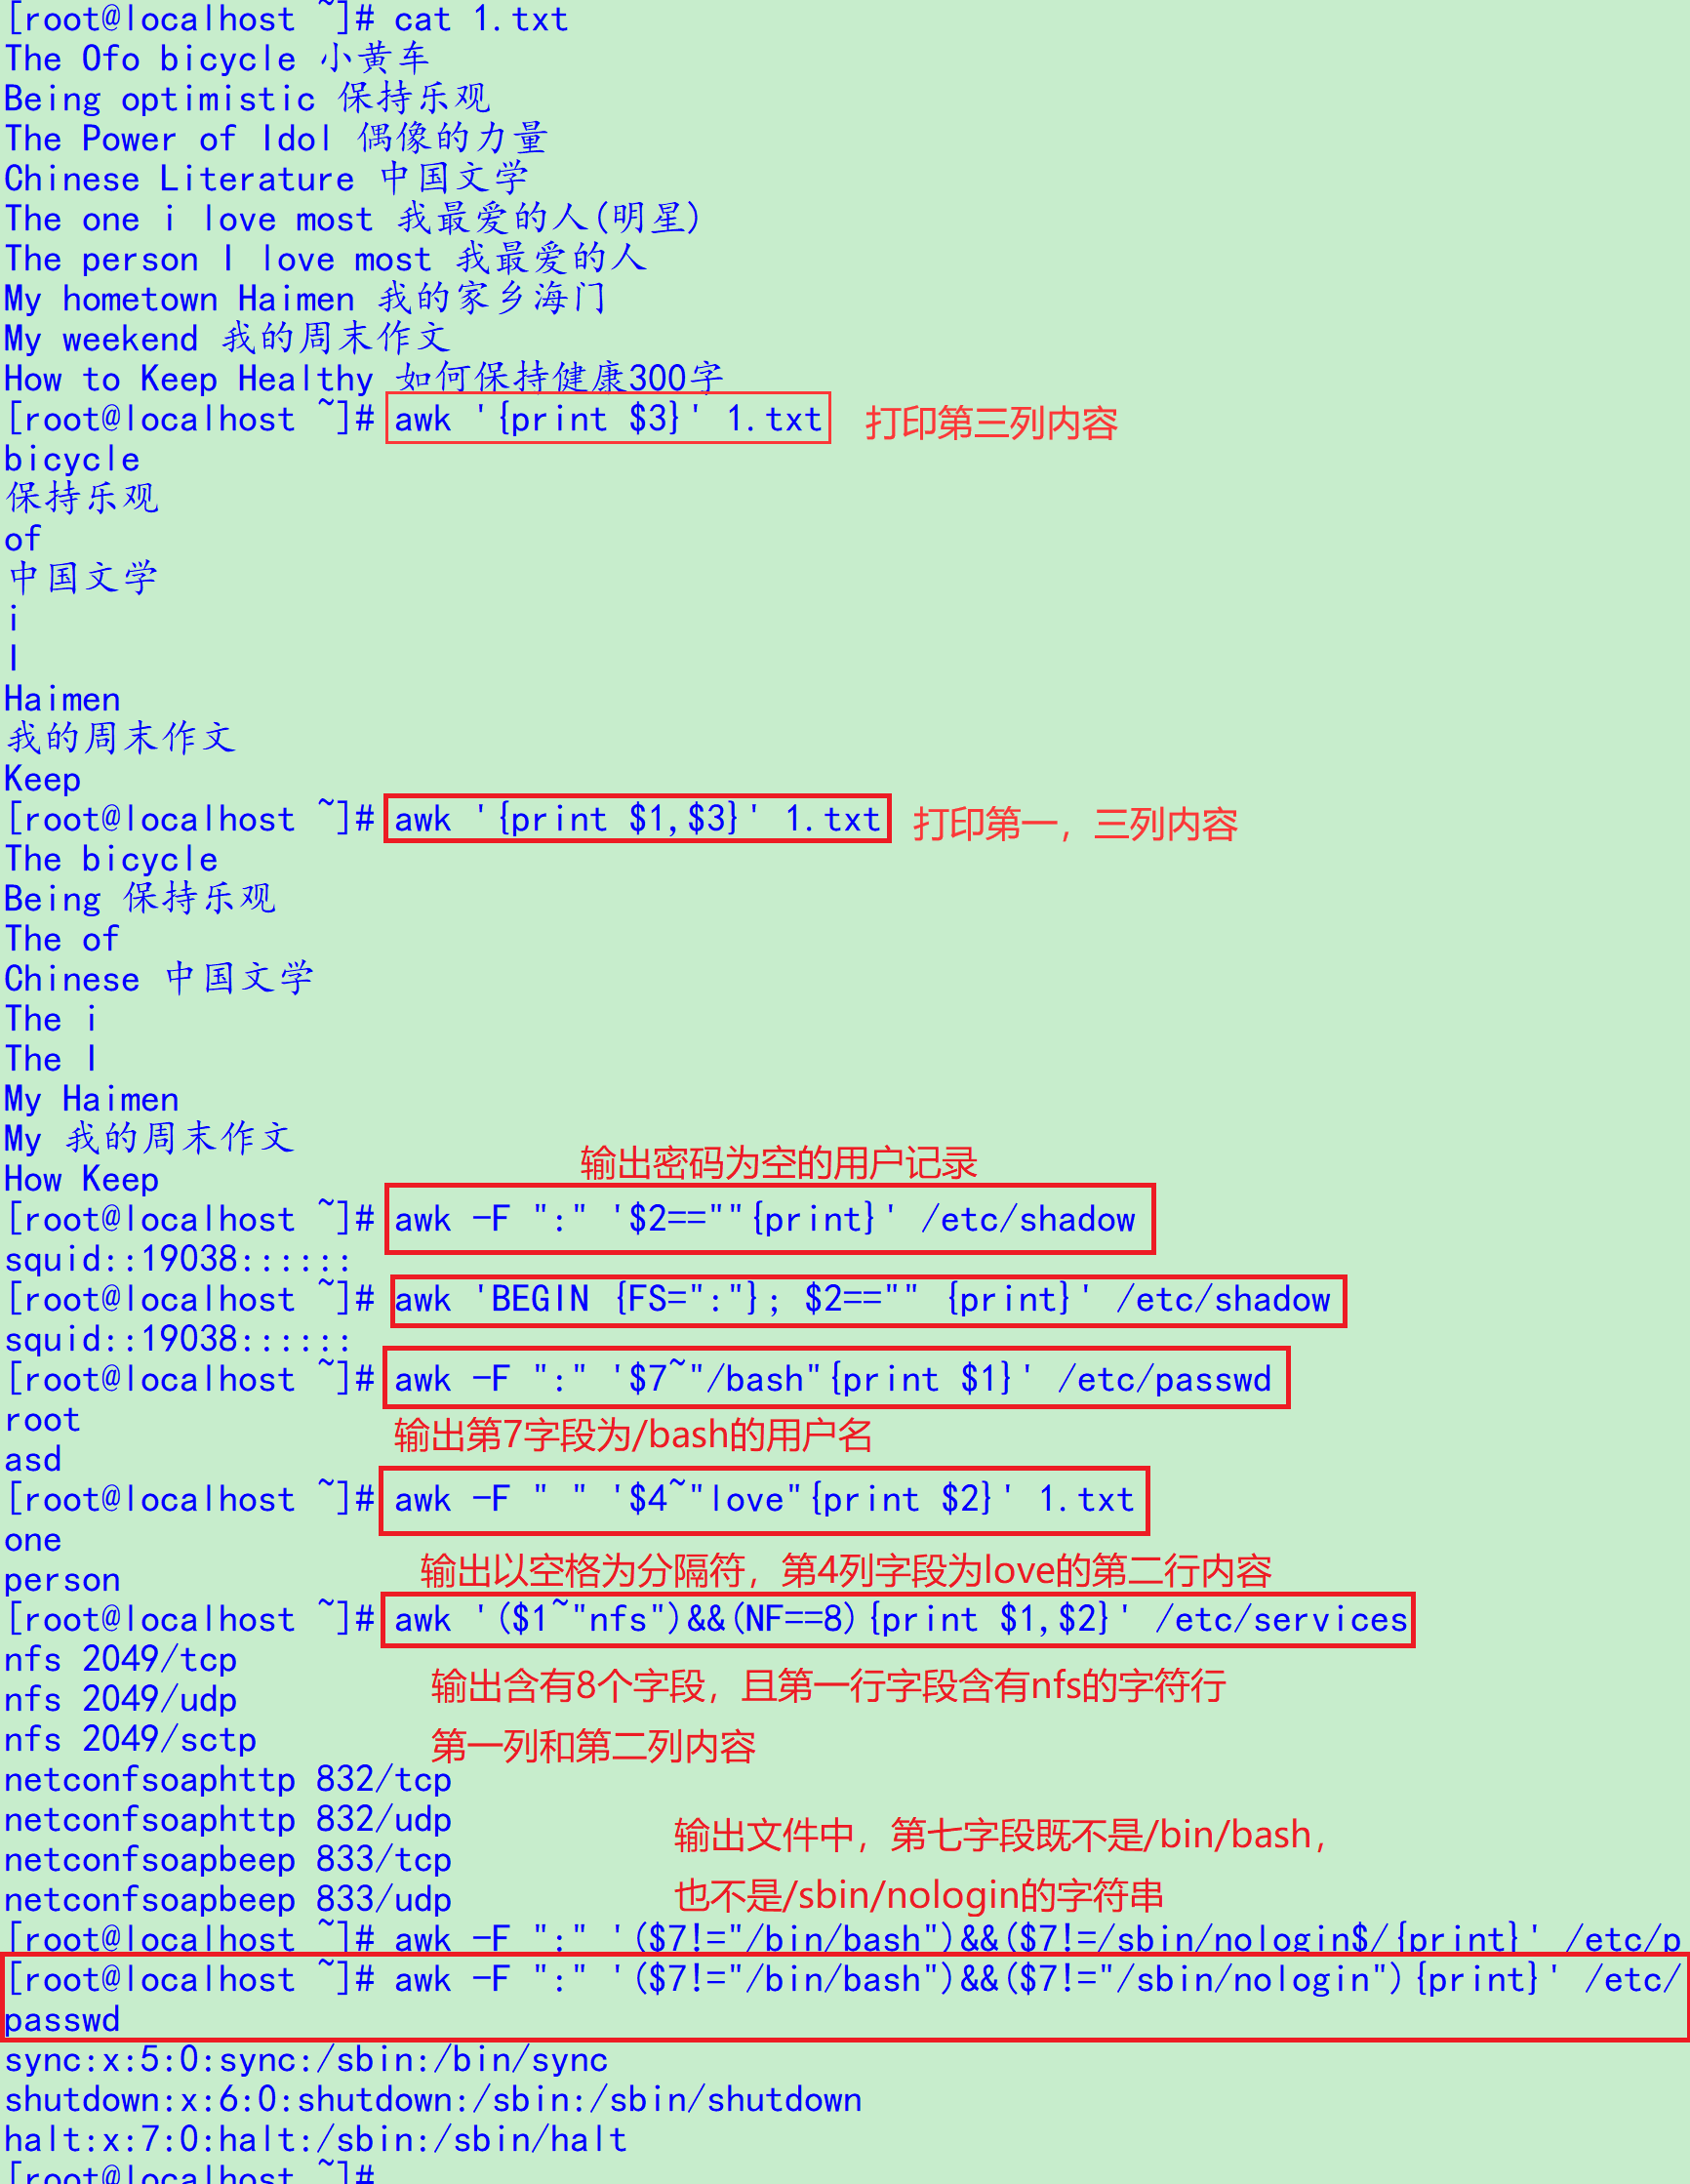 [root@localhost ~]# cat 1.txt
The Ofo bicycle 小黄车
Being optimistic 保持乐观
The Power of Idol 偶像的力量
Chinese Literature 中国文学
The one i love most 我最爱的人(明星)
The person I love most 我最爱的人
My hometown Haimen 我的家乡海门
My weekend 我的周末作文
How to Keep Healthy 如何保持健康300字
[root@localhost ~]# awk '{print $3}' 1.txt 打印第三列内容
bicycle
保持乐观
of
中国文学
i
I
Haimen
我的周末作文
Keep
[root@localhost ~]# awk '{print $1,$3}' 1.txt 打印第一，三列内容
The bicycle
Being 保持乐观
The of
Chinese 中国文学
The i
The I
My Haimen
My 我的周末作文
输出密码为空的用户记录
How Keep
[root@localhost ~]# awk -F ":" '$2==""{print}' /etc/shadow
squid::19038::::::
[root@localhost ~]# awk 'BEGIN {FS=":"}; $2=="" {print}' /etc/shadow
squid::19038::::::
[root@localhost ~]# awk -F ":" '$7~"/bash"{print $1}' /etc/passwd
root
输出第7字段为/bash的用户名
asd
[root@localhost ~]# awk -F " " '$4~"love"{print $2}' 1.txt
one
输出以空格为分隔符，第4列字段为love的第二行内容
person
[root@localhost ~]# awk '($1~"nfs")&&(NF==8){print $1,$2}' /etc/services
nfs 2049/tcp
输出含有8个字段，且第一行字段含有nfs的字符行
nfs 2049/udp
nfs 2049/sctp
第一列和第二列内容
netconfsoaphttp 832/tcp
netconfsoaphttp 832/udp
输出文件中，第七字段既不是/bin/bash，
netconfsoapbeep 833/tcp
netconfsoapbeep 833/udp
也不是/sbin/nologin的字符串
[root@localhost ~]# awk -F ":" '($7!="/bin/bash")&&($7!=/sbin/nologin$/{print}' /etc/p
[root@localhost ~]# awk -F ":" '($7!="/bin/bash")&&($7!="/sbin/nologin"){print}' /etc/
passwd
sync:x:5:0:sync:/sbin:/bin/sync
shutdown:x:6:0:shutdown:/sbin:/sbin/shutdown
halt:x:7:0:halt:/sbin:/sbin/halt
[root@localhost ~]#